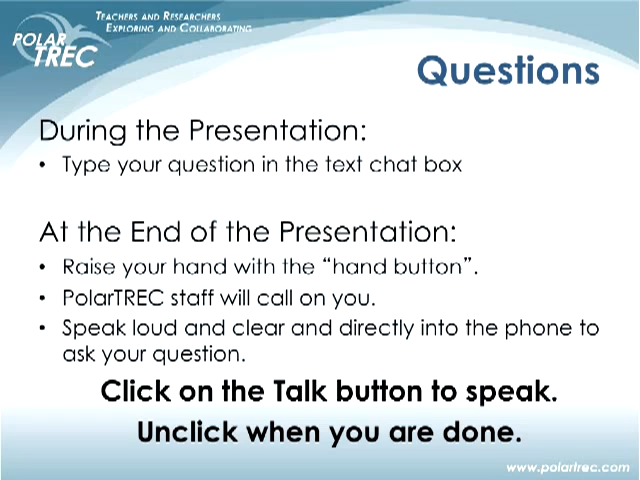 Teachers and Researchers
Exploring and Collaborating
POLAR
TREC
Questions
During the Presentation:
• Type your question in the text chat box
At the End of the Presentation:
• Raise your hand with the “hand button”.
• PolarTREC staff will call on you.
• Speak loud and clear and directly into the phone to
ask your question.
Click on the Talk button to speak.
Unclick when you are done.
www.polartrec.com